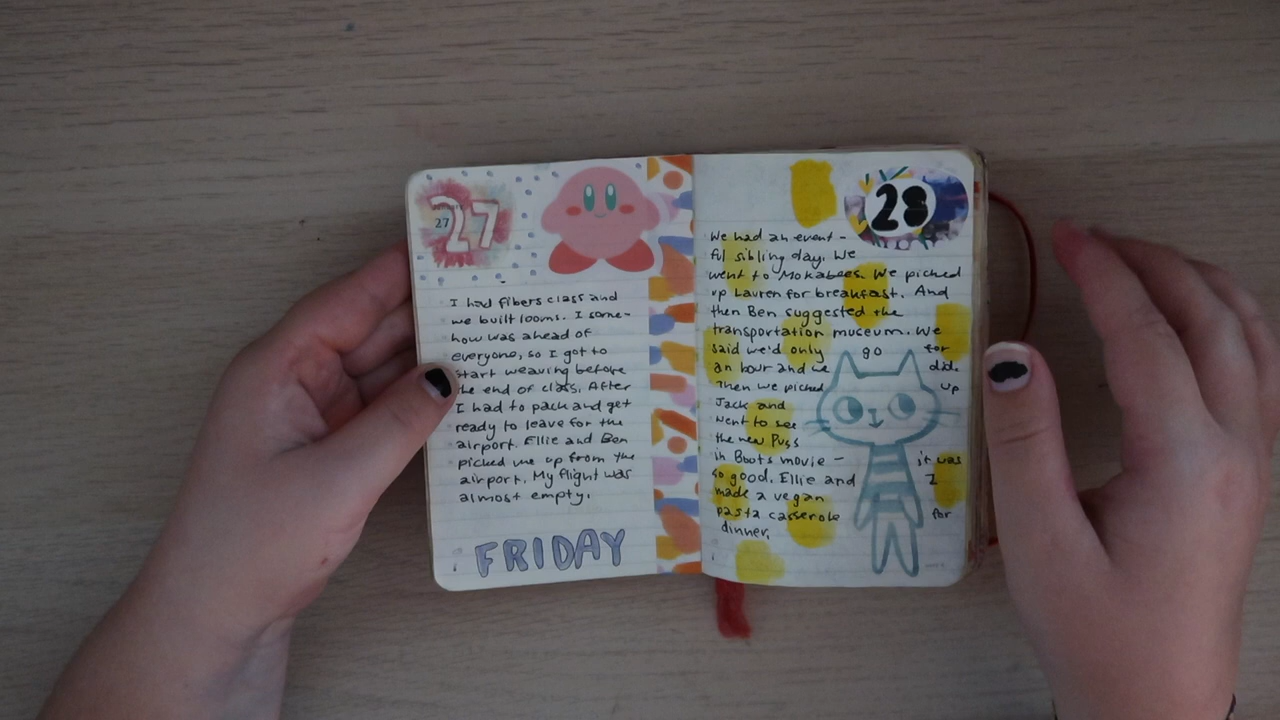 27
27
I had fibers class and
we built looms. I some-
how was ahead of
everyone, so I got to
start weaving before
the end of class. After
I had to pack and get
ready to leave for the
airport. Ellie and Ben
picked me up from the
airport. My flight was
almost empty.
FRIDAY
28
We had an event-
ful sibling day. We
went to Mokabees. We picked
up Lauren for breakfast. And
then Ben suggested the
transportation museum. We
said we'd only go for
an hour and we did.
Then we picked up
Jack and
went to see
the new Puss
in Boots movie - it was
so good. Ellie and I
made a vegan
pasta casserole for
dinner.